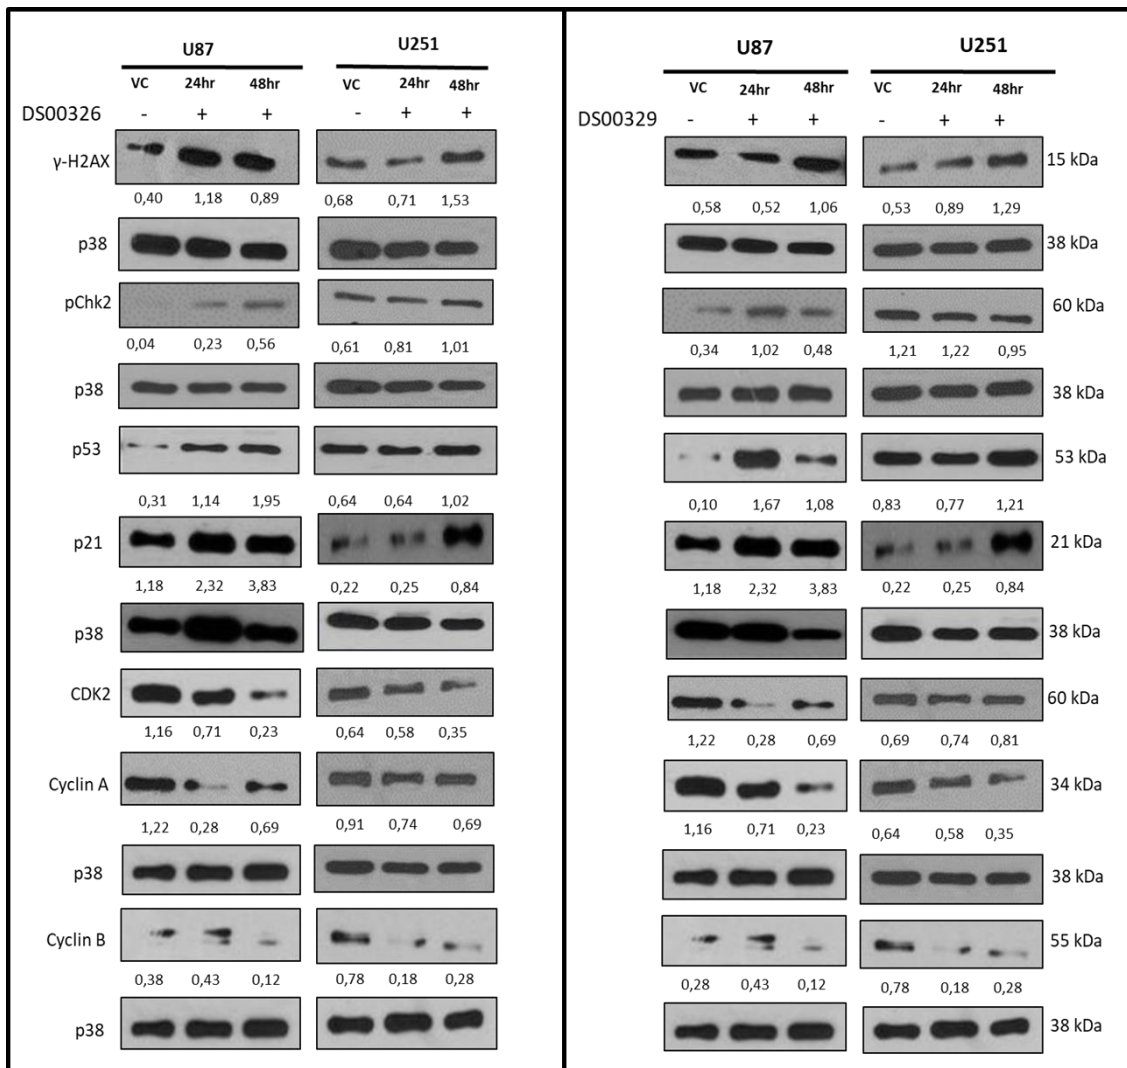 U87 U251
VC 24hr 48hr VC 24hr 48hr
DS00326 - + + - + +
γ-H2AX
0,40 1,18 0,89 0,68 0,71 1,53
p38
pChk2
0,04 0,23 0,56 0,61 0,81 1,01
p38
p53
0,31 1,14 1,95 0,64 0,64 1,02
p21
1,18 2,32 3,83 0,22 0,25 0,84
p38
CDK2
1,16 0,71 0,23 0,64 0,58 0,35
Cyclin A
1,22 0,28 0,69 0,91 0,74 0,69
p38
Cyclin B
0,38 0,43 0,12 0,78 0,18 0,28
p38
U87 U251
VC 24hr 48hr VC 24hr 48hr
DS00329 - + + - + +
15 kDa
0,58 0,52 1,06 0,53 0,89 1,29
38 kDa
60 kDa
0,34 1,02 0,48 1,21 1,22 0,95
38 kDa
53 kDa
0,10 1,67 1,08 0,83 0,77 1,21
21 kDa
1,18 2,32 3,83 0,22 0,25 0,84
38 kDa
60 kDa
1,22 0,28 0,69 0,69 0,74 0,81
34 kDa
1,16 0,71 0,23 0,64 0,58 0,35
38 kDa
55 kDa
0,28 0,43 0,12 0,78 0,18 0,28
38 kDa